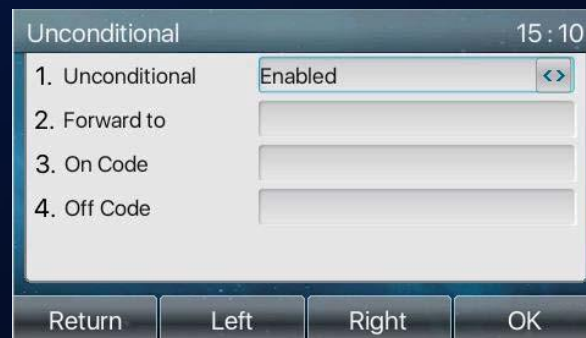 Unconditional 15:10
1. Unconditional Enabled <>
2. Forward to
3. On Code
4. Off Code
Return Left Right OK